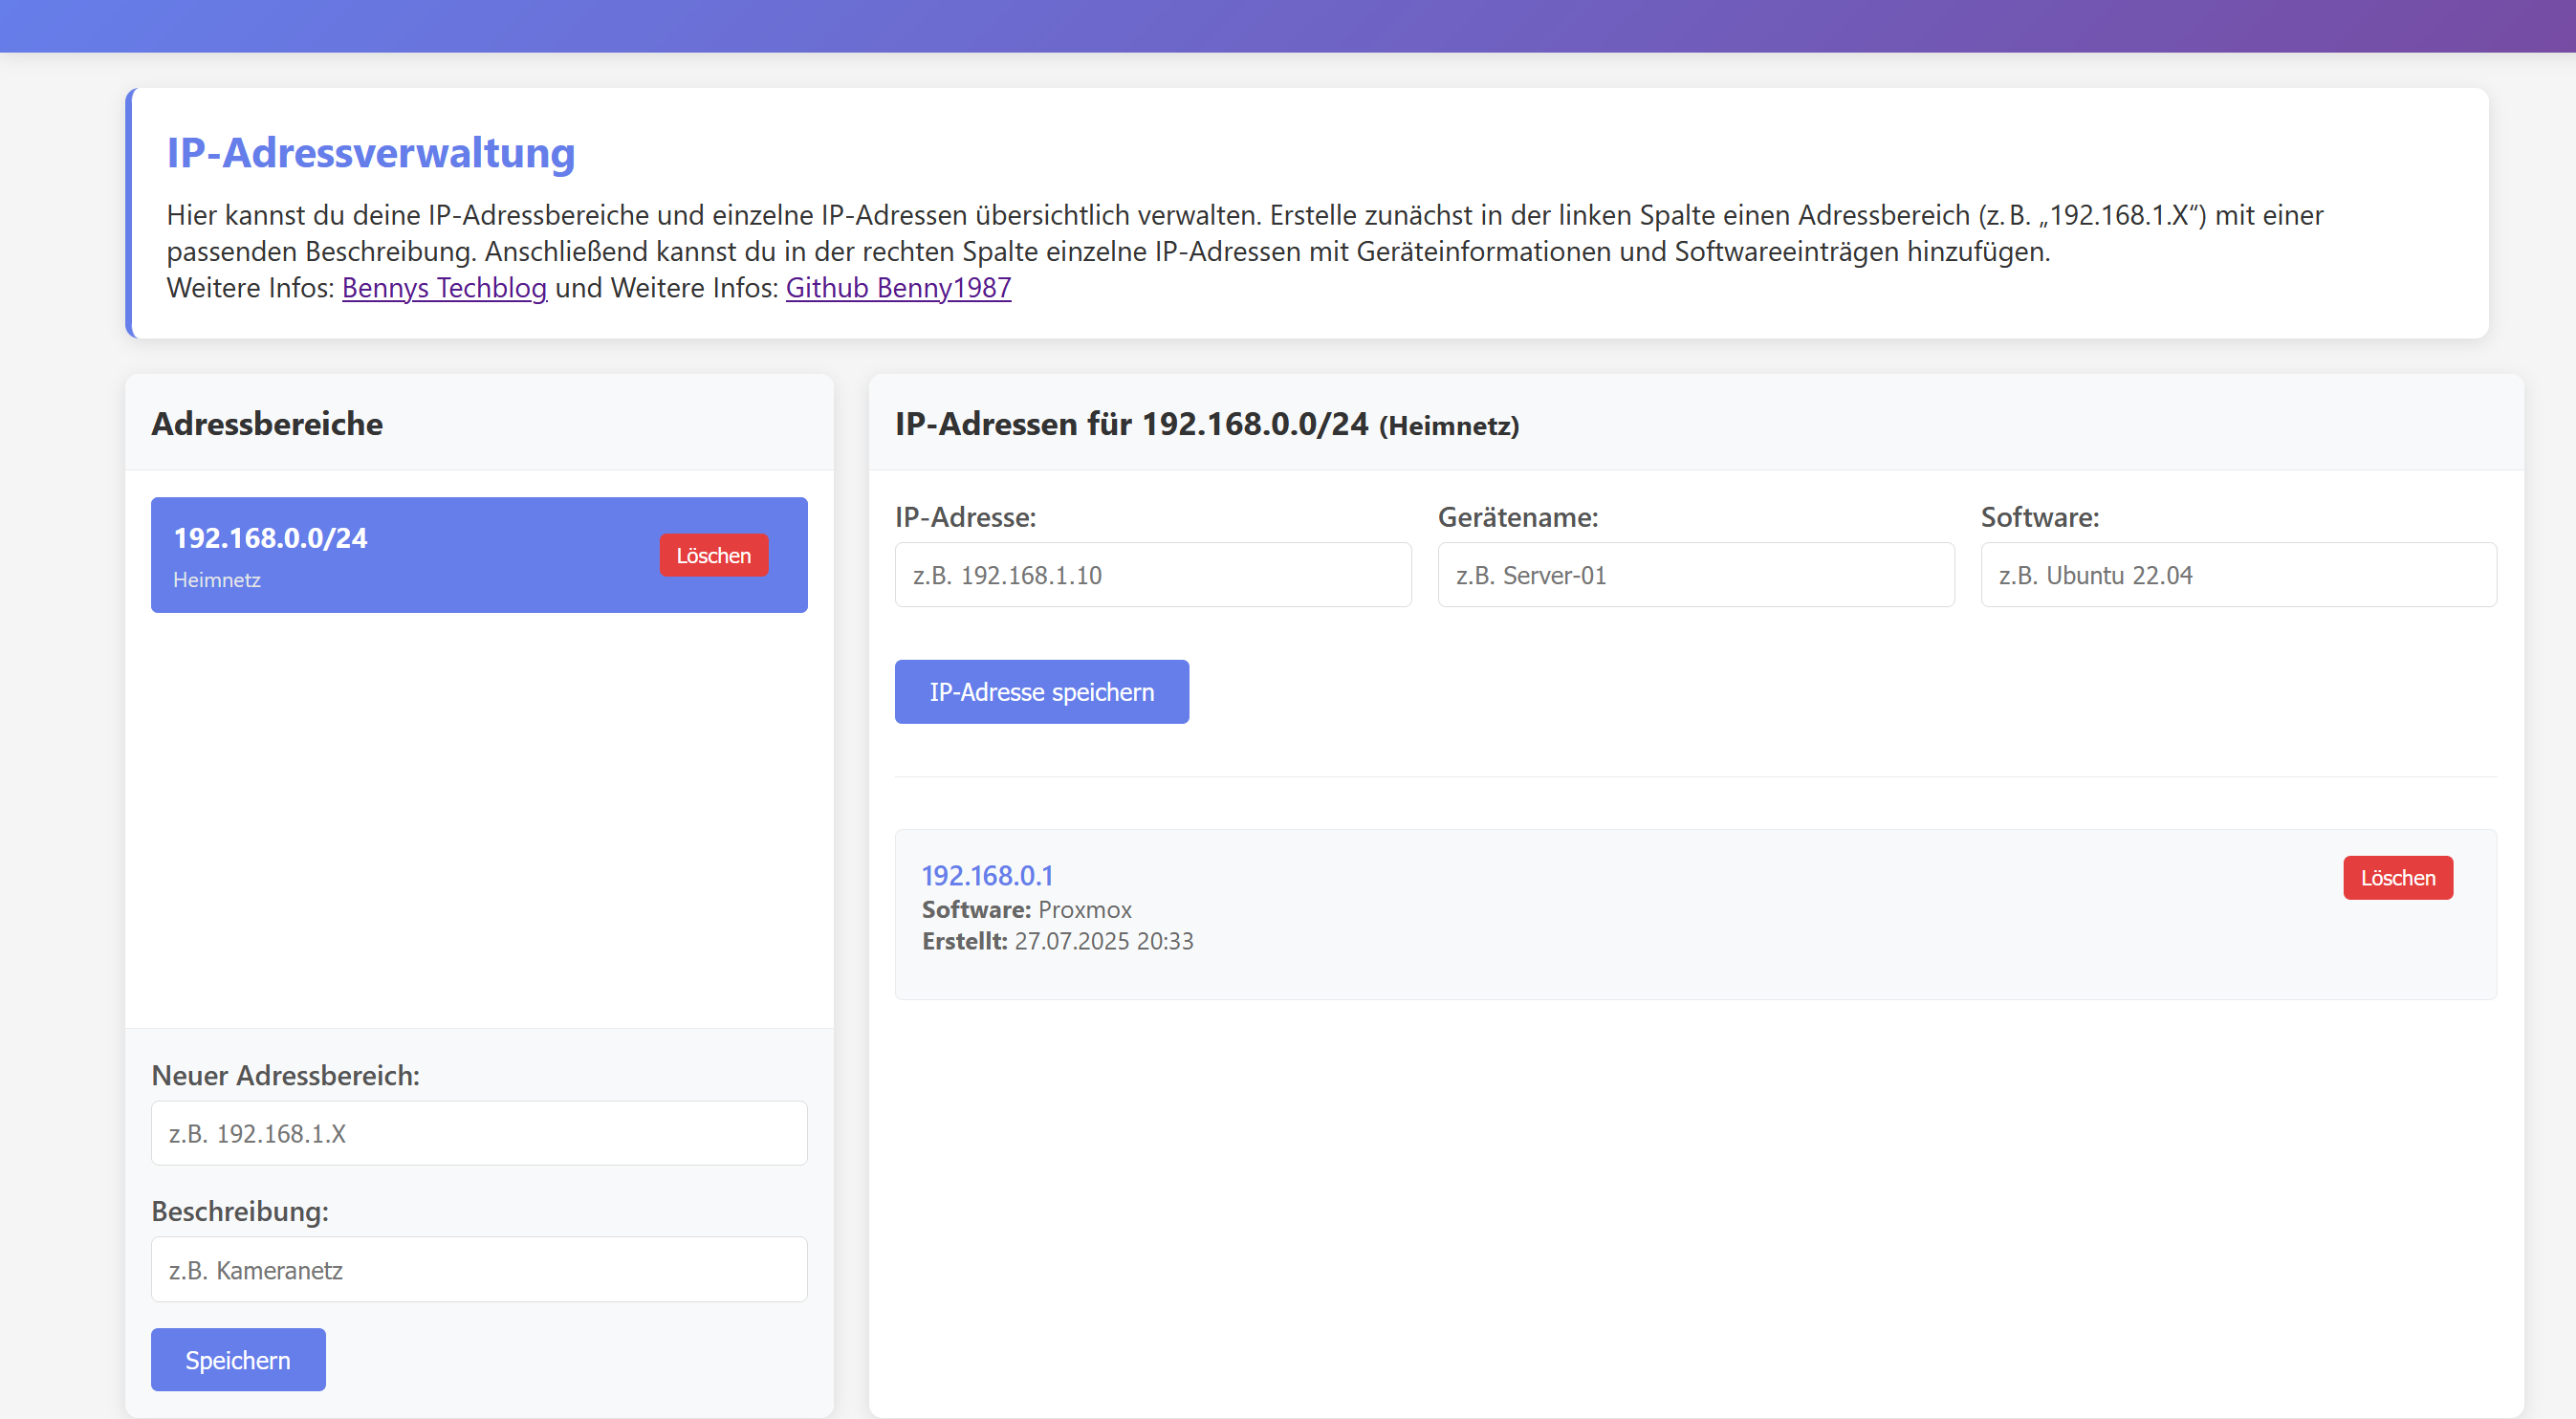 IP-Adressverwaltung
Hier kannst du deine IP-Adressbereiche und einzelne IP-Adressen übersichtlich verwalten. Erstelle zunächst in der linken Spalte einen Adressbereich (z. B. „192.168.1.X“) mit einer
passenden Beschreibung. Anschließend kannst du in der rechten Spalte einzelne IP-Adressen mit Geräteinformationen und Softwareeinträgen hinzufügen.
Weitere Infos: Bennys Techblog und Weitere Infos: Github Benny1987
Adressbereiche
192.168.0.0/24
Heimnetz
Löschen
Neuer Adressbereich:
z.B. 192.168.1.X
Beschreibung:
z.B. Kameranetz
Speichern
IP-Adressen für 192.168.0.0/24 (Heimnetz)
IP-Adresse:
z.B. 192.168.1.10
Gerätename:
z.B. Server-01
Software:
z.B. Ubuntu 22.04
IP-Adresse speichern
192.168.0.1
Software: Proxmox
Erstellt: 27.07.2025 20:33
Löschen